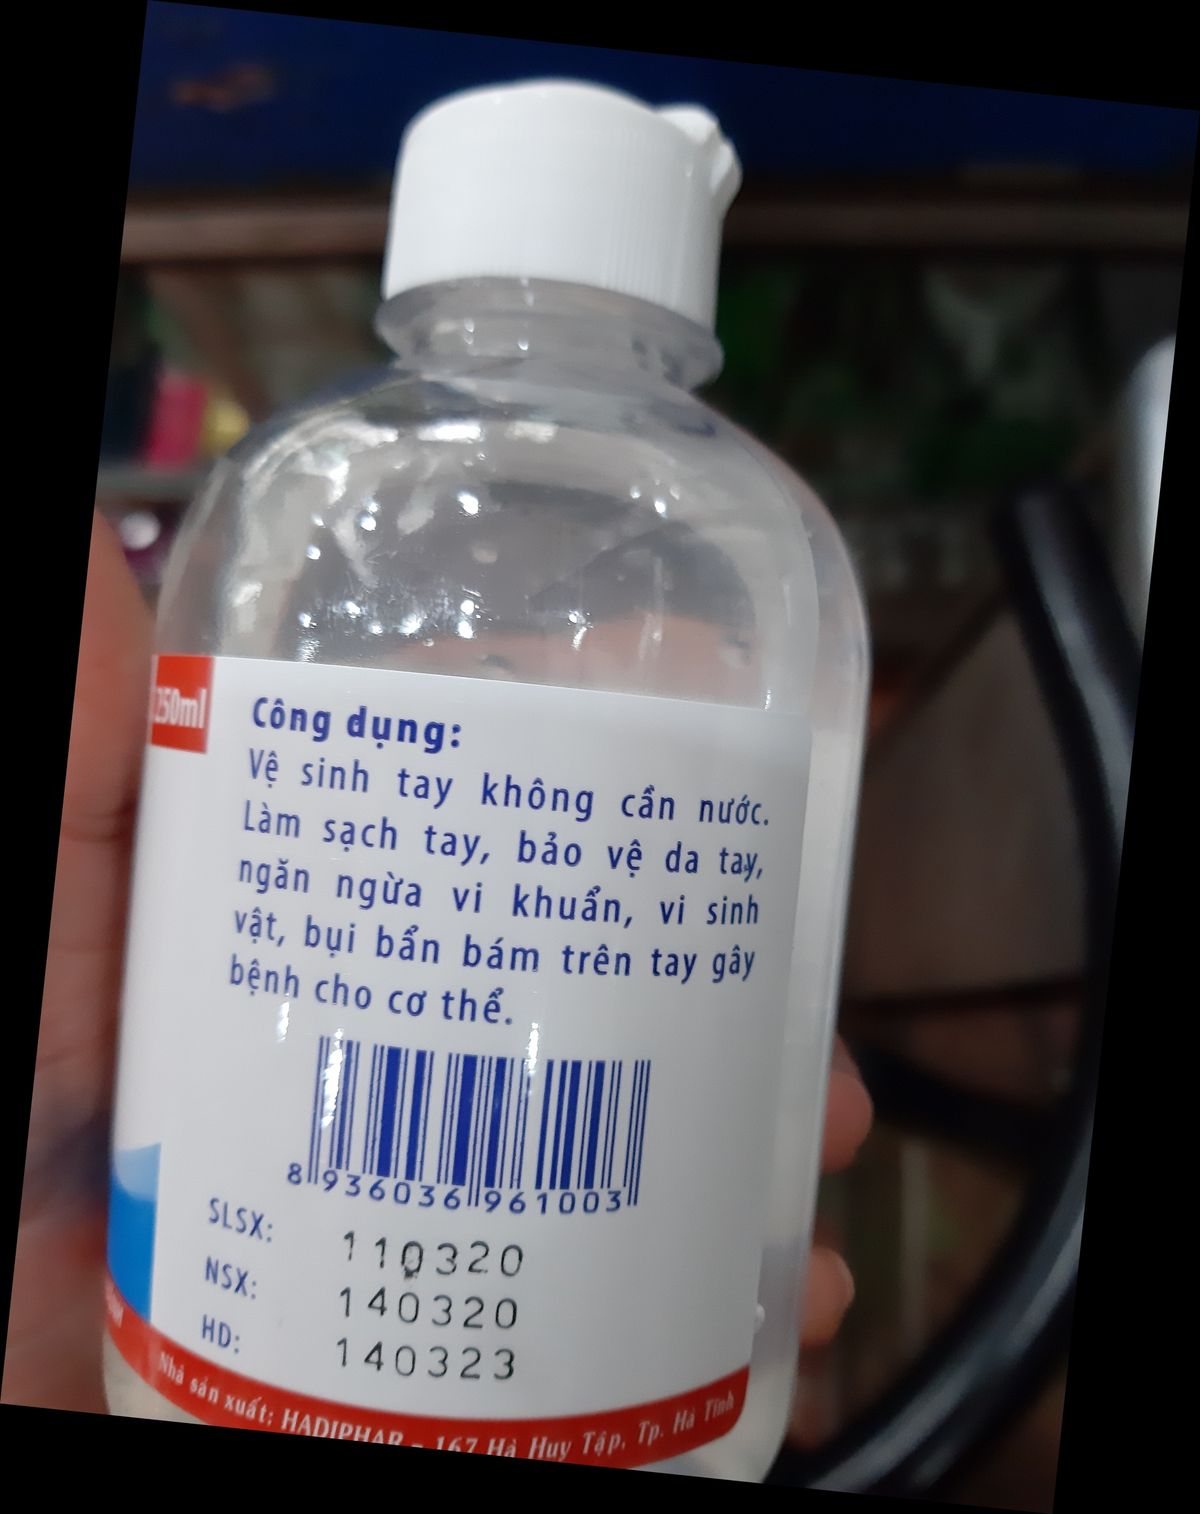 250ml
Công dụng:
Vệ sinh tay không cần nước.
Làm sạch tay, bảo vệ da tay,
ngăn ngừa vi khuẩn, vi sinh
vật, bụi bẩn bám trên tay gây
bệnh cho cơ thể.
8 936036 961003
SLSX: 110320
NSX: 140320
HD: 140323
Nhà sản xuất: HADIPHAR - 167 Hà Huy Tập, Tp. Hà Tĩnh